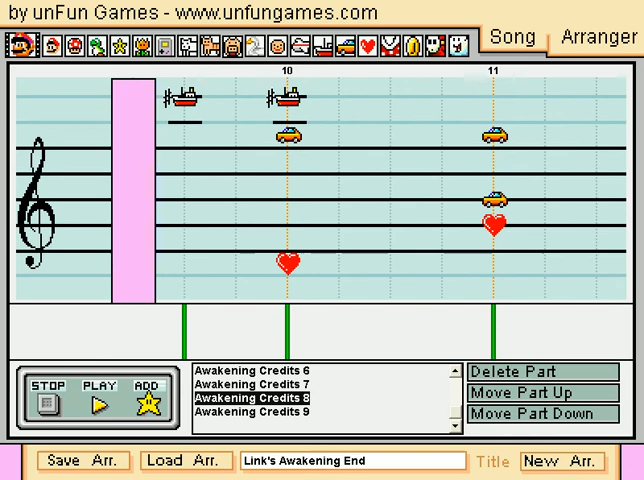 by unFun Games - www.unfungames.com
Song
Arranger
10
11
STOP PLAY ADD
Awakening Credits 6
Awakening Credits 7
Awakening Credits 8
Awakening Credits 9
Delete Part
Move Part Up
Move Part Down
Save Arr.
Load Arr.
Link's Awakening End
Title
New Arr.